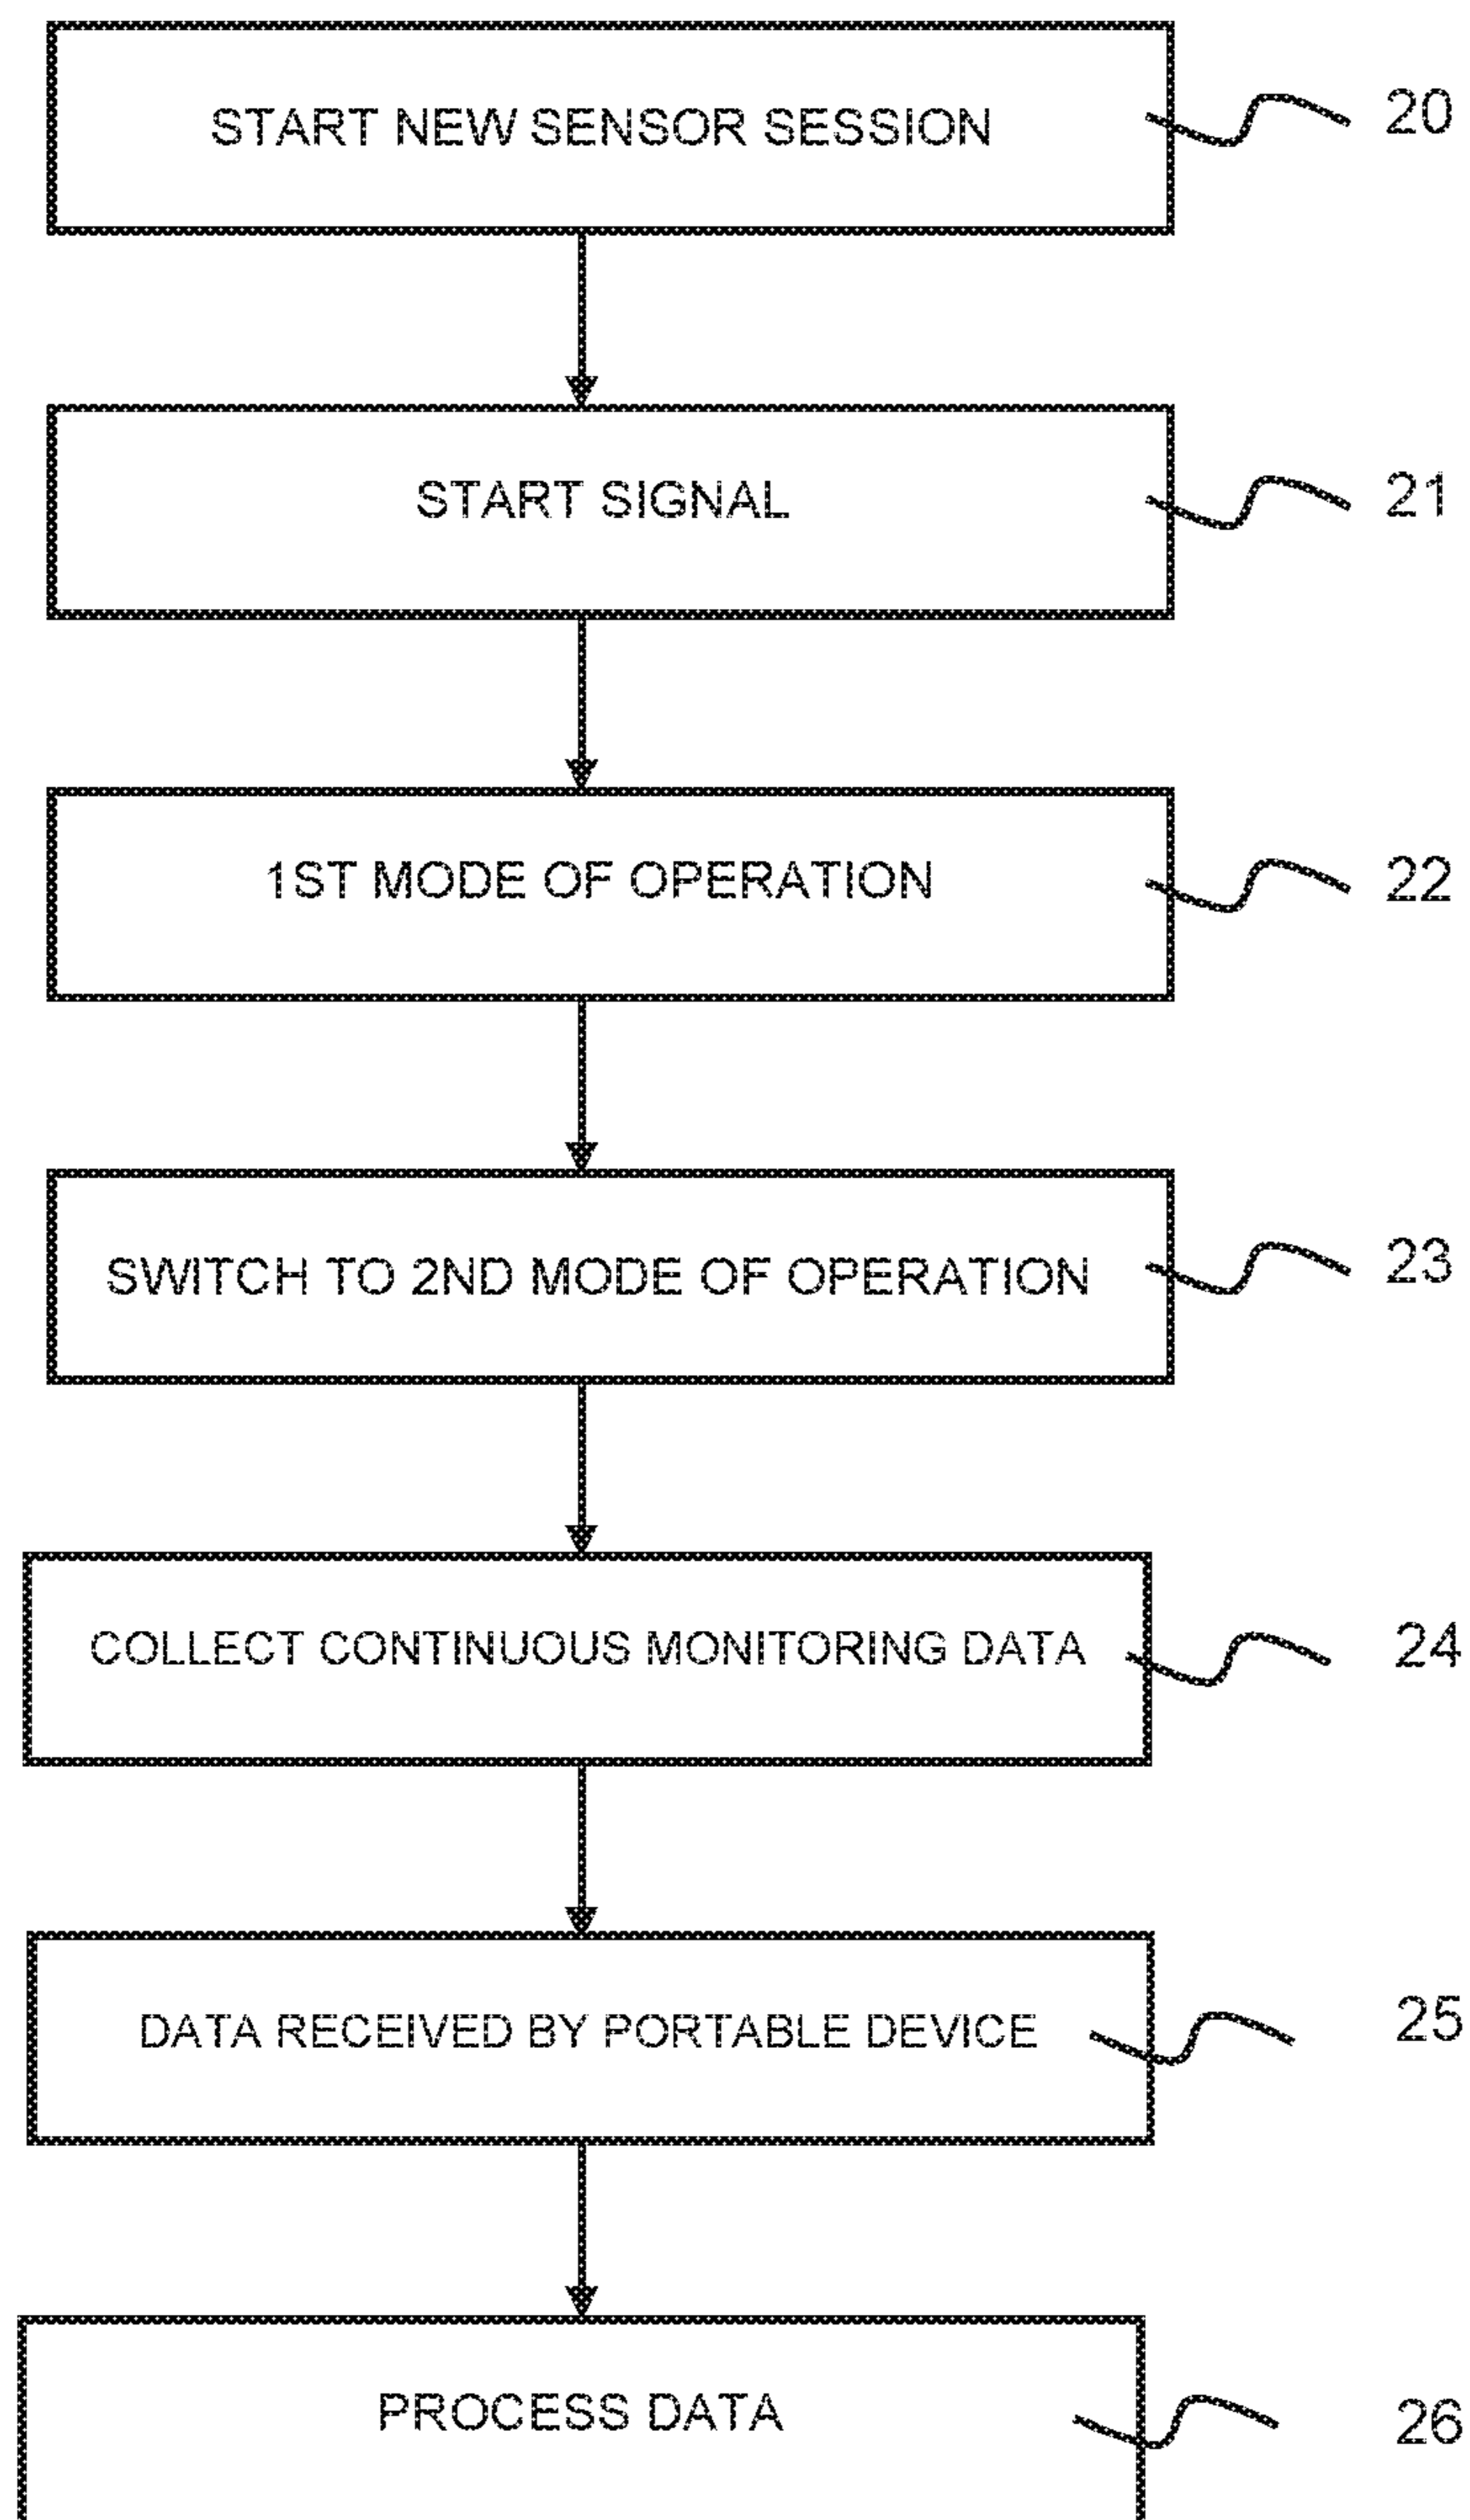 START NEW SENSOR SESSION 20
START SIGNAL 21
1ST MODE OF OPERATION 22
SWITCH TO 2ND MODE OF OPERATION 23
COLLECT CONTINUOUS MONITORING DATA 24
DATA RECEIVED BY PORTABLE DEVICE 25
PROCESS DATA 26